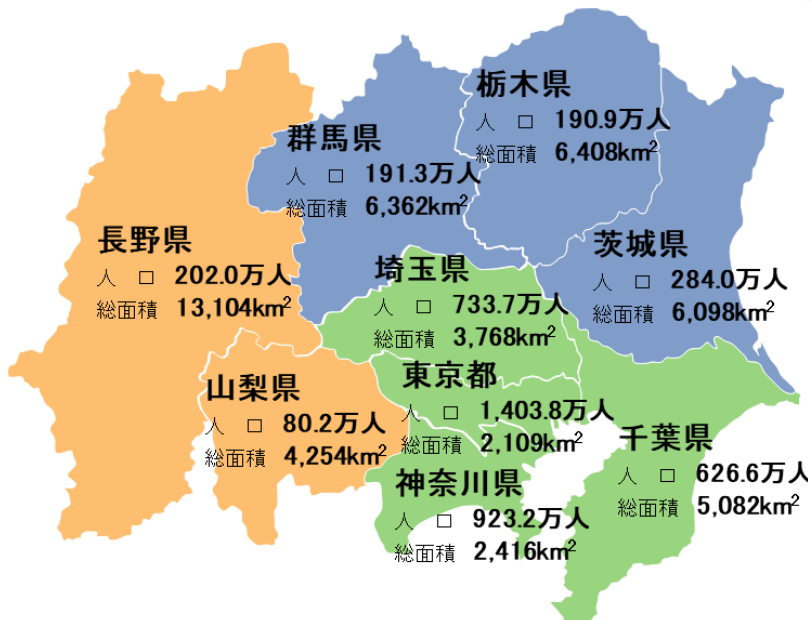 栃木県
人 口 190.9万人
総面積 6,408km²
群馬県
人 口 191.3万人
総面積 6,362km²
長野県
人 口 202.0万人
総面積 13,104km²
埼玉県
人 口 733.7万人
総面積 3,768km²
茨城県
人 口 284.0万人
総面積 6,098km²
山梨県
人 口 80.2万人
総面積 4,254km²
東京都
人 口 1,403.8万人
総面積 2,109km²
千葉県
人 口 626.6万人
総面積 5,082km²
神奈川県
人 口 923.2万人
総面積 2,416km²